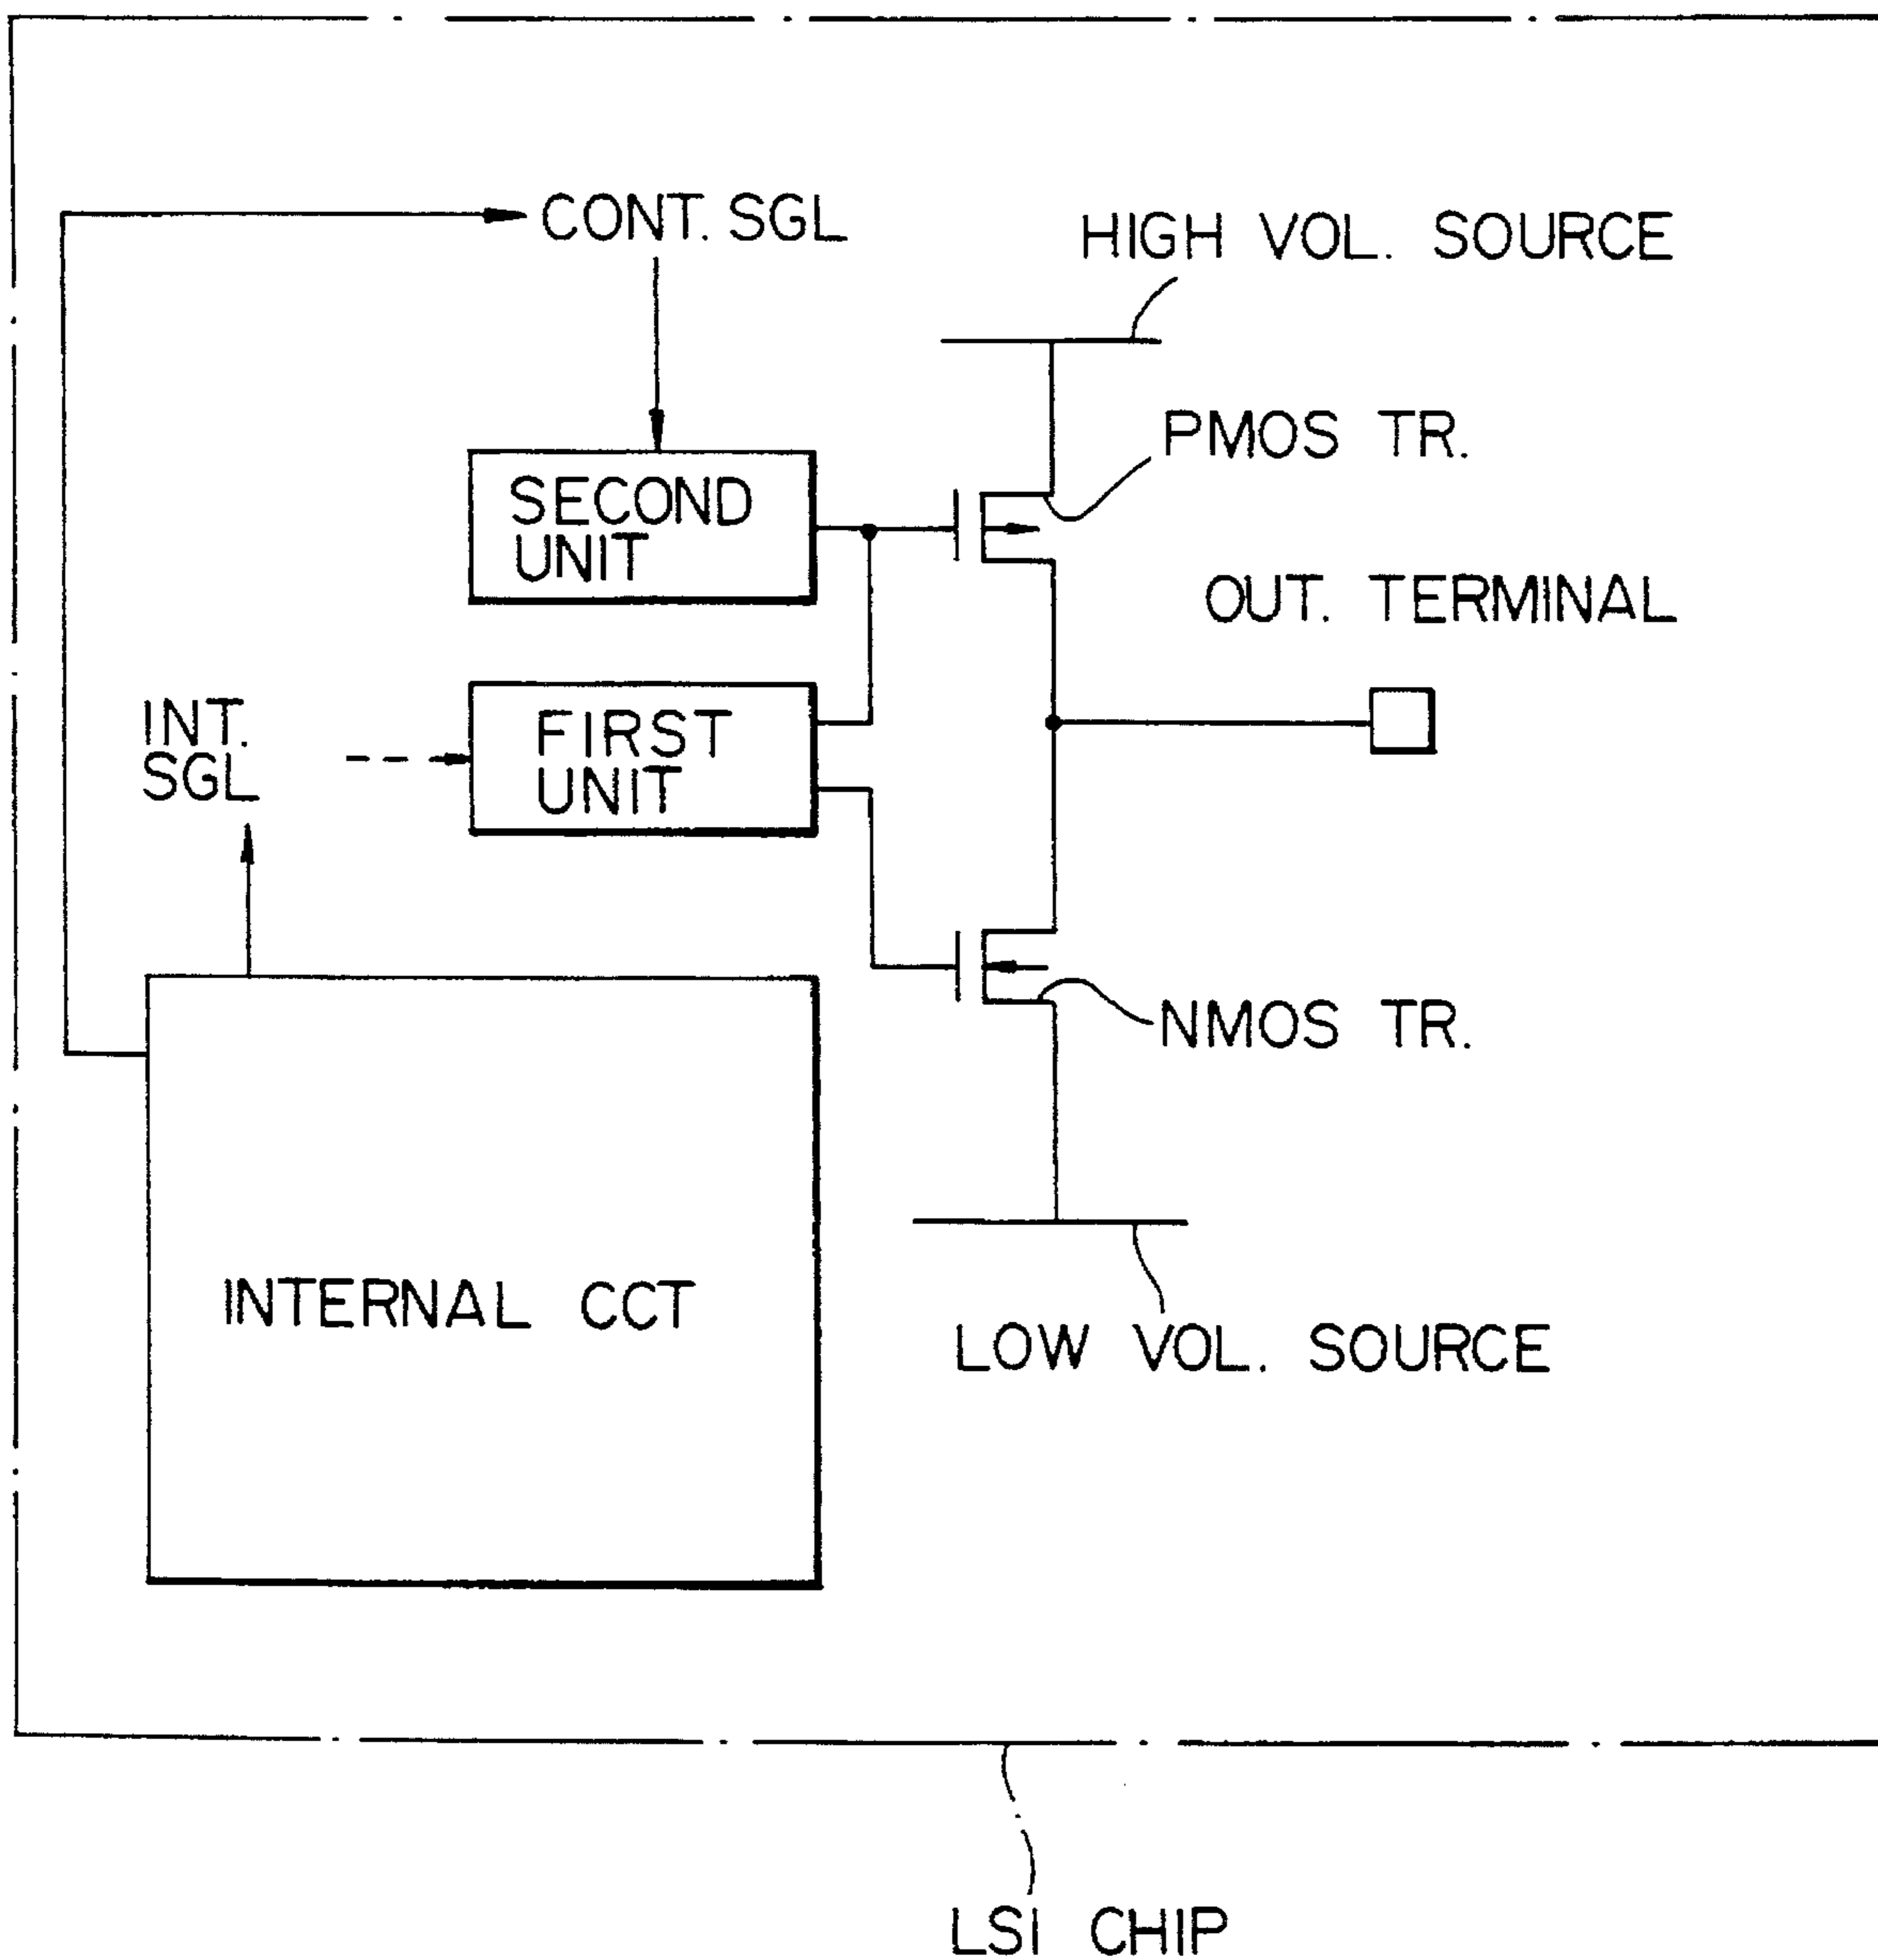 CONT. SGL
HIGH VOL. SOURCE
PMOS TR.
SECOND
UNIT
OUT. TERMINAL
INT.
SGL
FIRST
UNIT
NMOS TR.
INTERNAL CCT
LOW VOL. SOURCE
LSI CHIP